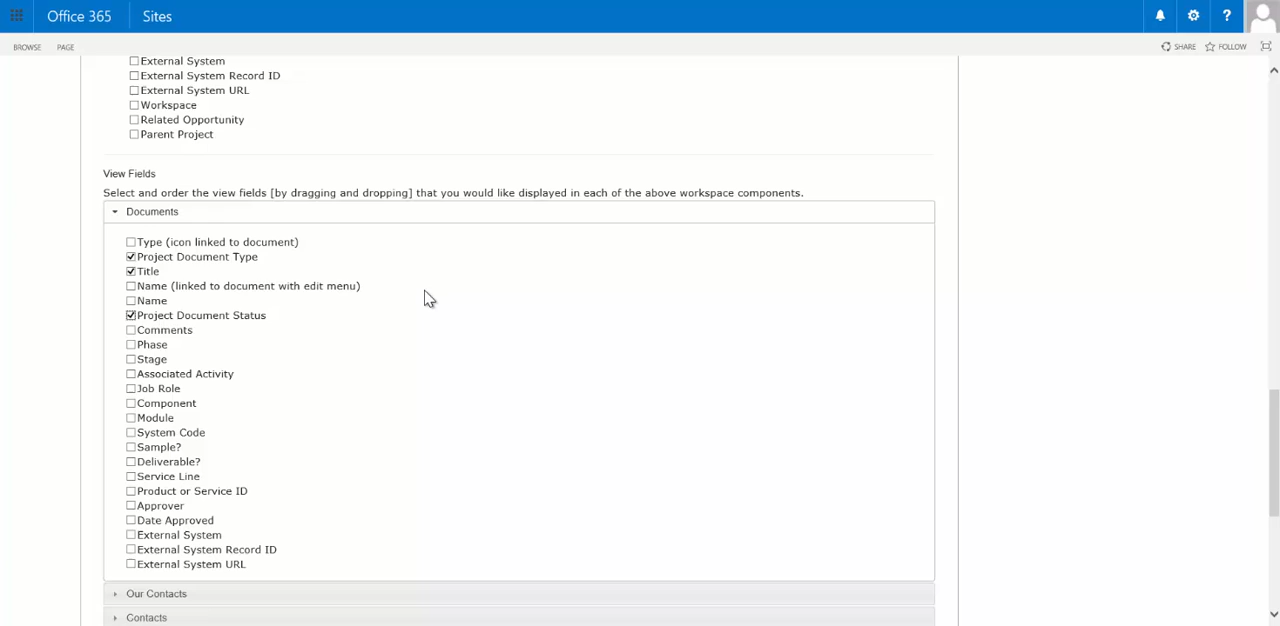 Office 365 Sites ?
BROWSE PAGE SHARE FOLLOW
External System
External System Record ID
External System URL
Workspace
Related Opportunity
Parent Project
View Fields
Select and order the view fields [by dragging and dropping] that you would like displayed in each of the above workspace components.
Documents
Type (icon linked to document)
Project Document Type
Title
Name (linked to document with edit menu)
Name
Project Document Status
Comments
Phase
Stage
Associated Activity
Job Role
Component
Module
System Code
Sample?
Deliverable?
Service Line
Product or Service ID
Approver
Date Approved
External System
External System Record ID
External System URL
Our Contacts
Contacts